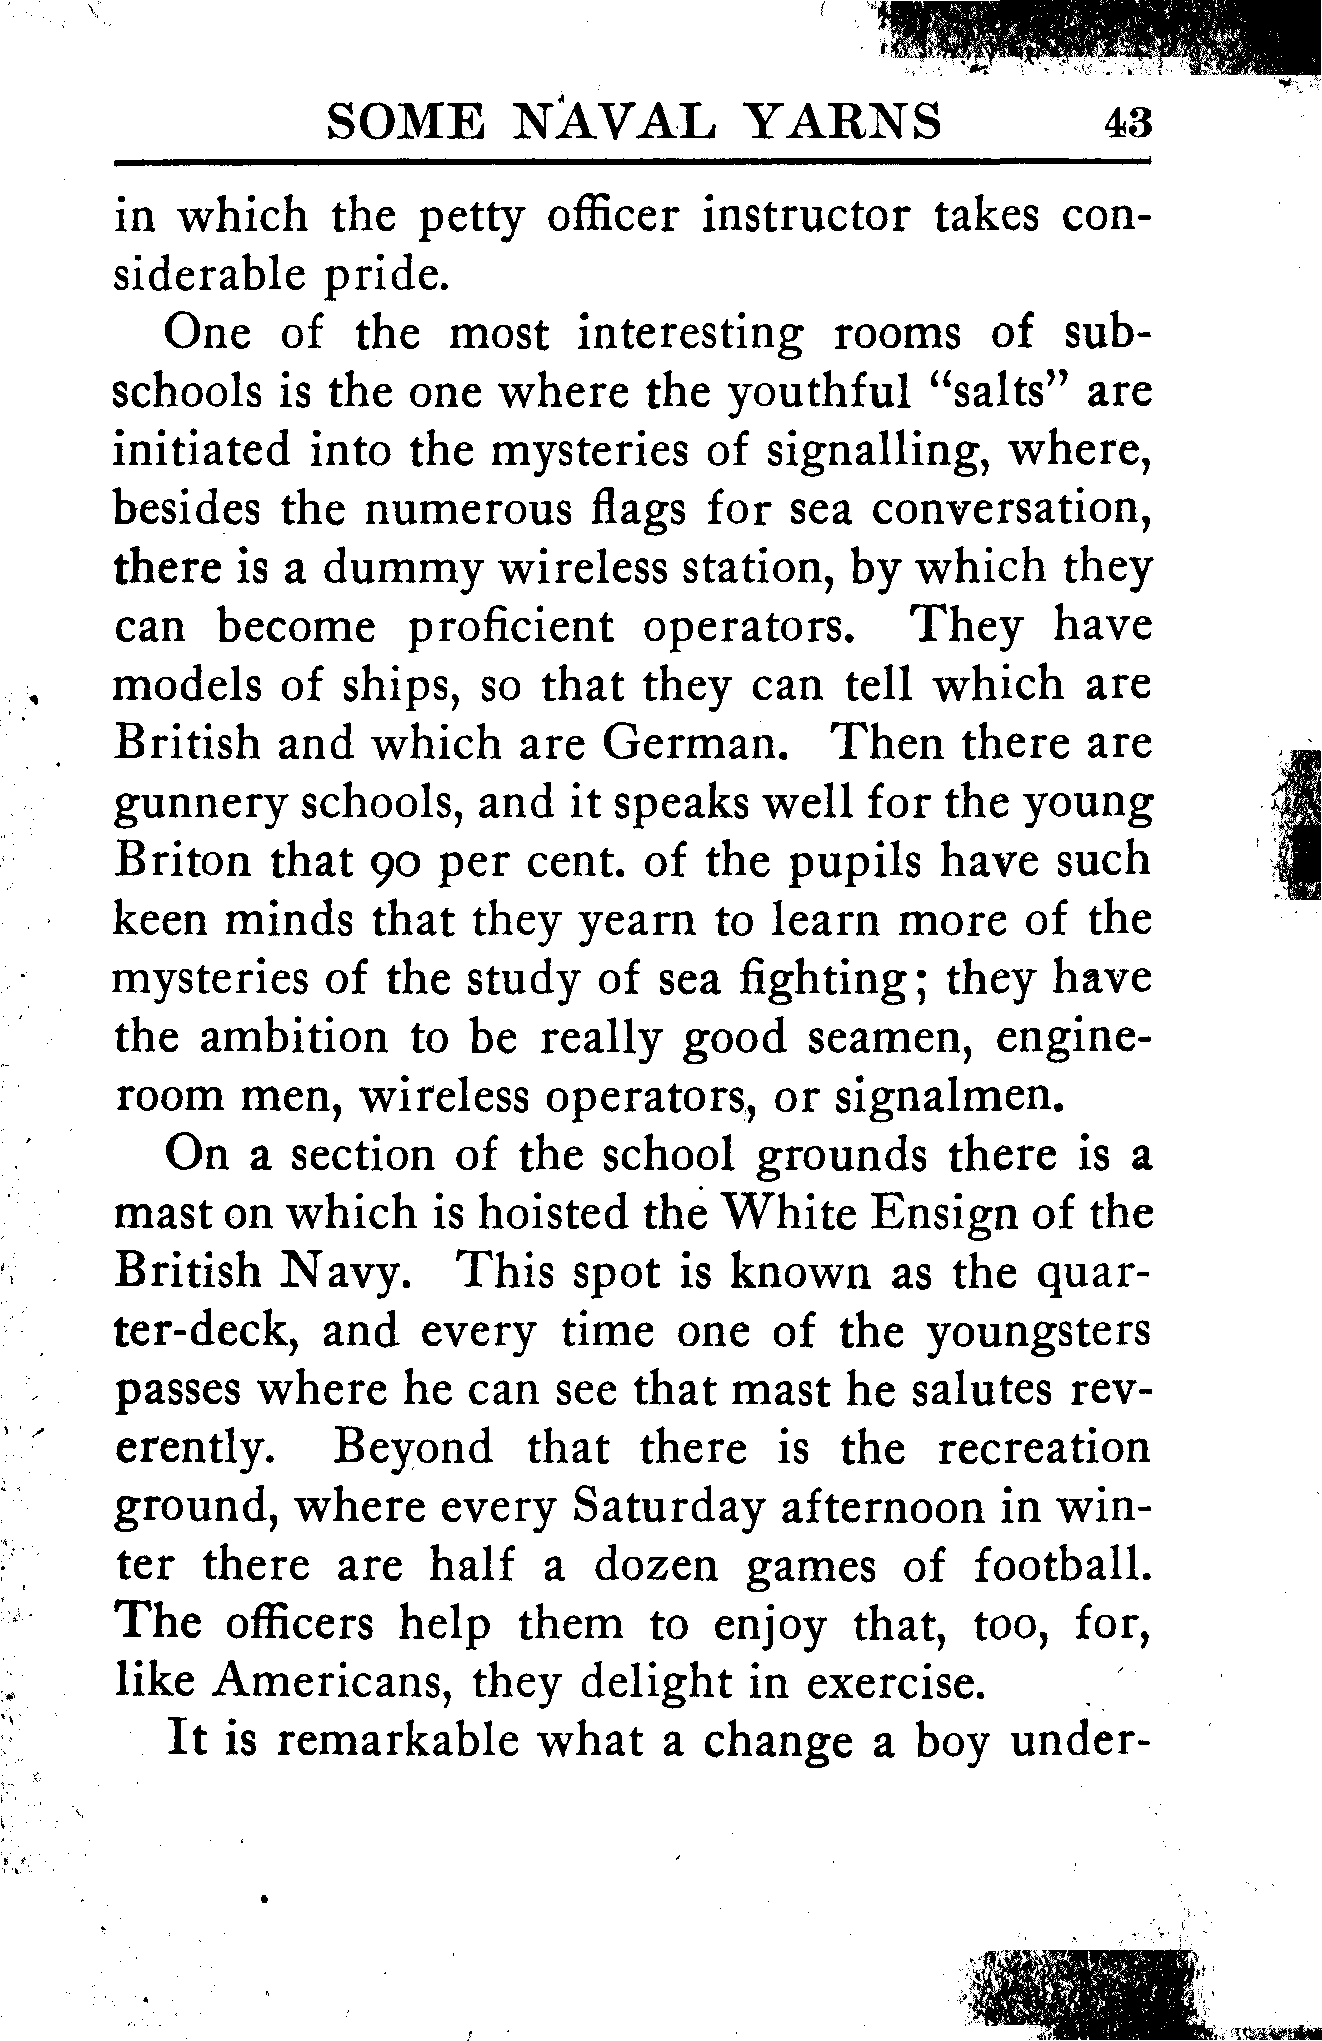 SOME NAVAL YARNS 43
in which the petty officer instructor takes con-
siderable pride.
One of the most interesting rooms of sub-
schools is the one where the youthful “salts” are
initiated into the mysteries of signalling, where,
besides the numerous flags for sea conversation,
there is a dummy wireless station, by which they
can become proficient operators. They have
models of ships, so that they can tell which are
British and which are German. Then there are
gunnery schools, and it speaks well for the young
Briton that 90 per cent. of the pupils have such
keen minds that they yearn to learn more of the
mysteries of the study of sea fighting; they have
the ambition to be really good seamen, engine-
room men, wireless operators, or signalmen.
On a section of the school grounds there is a
mast on which is hoisted the White Ensign of the
British Navy. This spot is known as the quar-
ter-deck, and every time one of the youngsters
passes where he can see that mast he salutes rev-
erently. Beyond that there is the recreation
ground, where every Saturday afternoon in win-
ter there are half a dozen games of football.
The officers help them to enjoy that, too, for,
like Americans, they delight in exercise.
It is remarkable what a change a boy under-